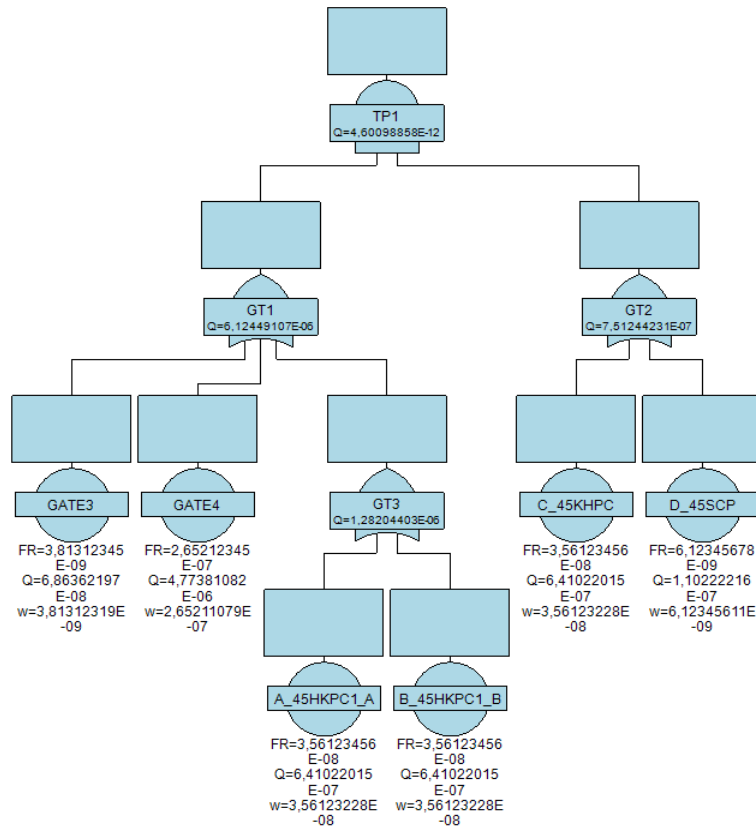 TP1
Q=4,60098858E-12
GT1
Q=6,12449107E-06
GT2
Q=7,51244231E-07
GATE3
FR=3,81312345
E-09
Q=6,86362197
E-08
w=3,81312319E
-09
GATE4
FR=2,65212345
E-07
Q=4,77381082
E-06
w=2,65211079E
-07
GT3
Q=1,28204403E-06
C_45KHPC
FR=3,56123456
E-08
Q=6,41022015
E-07
w=3,56123228E
-08
D_45SCP
FR=6,12345678
E-09
Q=1,10222216
E-07
w=6,12345611E
-09
A_45HKPC1_A
FR=3,56123456
E-08
Q=6,41022015
E-07
w=3,56123228E
-08
B_45HKPC1_B
FR=3,56123456
E-08
Q=6,41022015
E-07
w=3,56123228E
-08